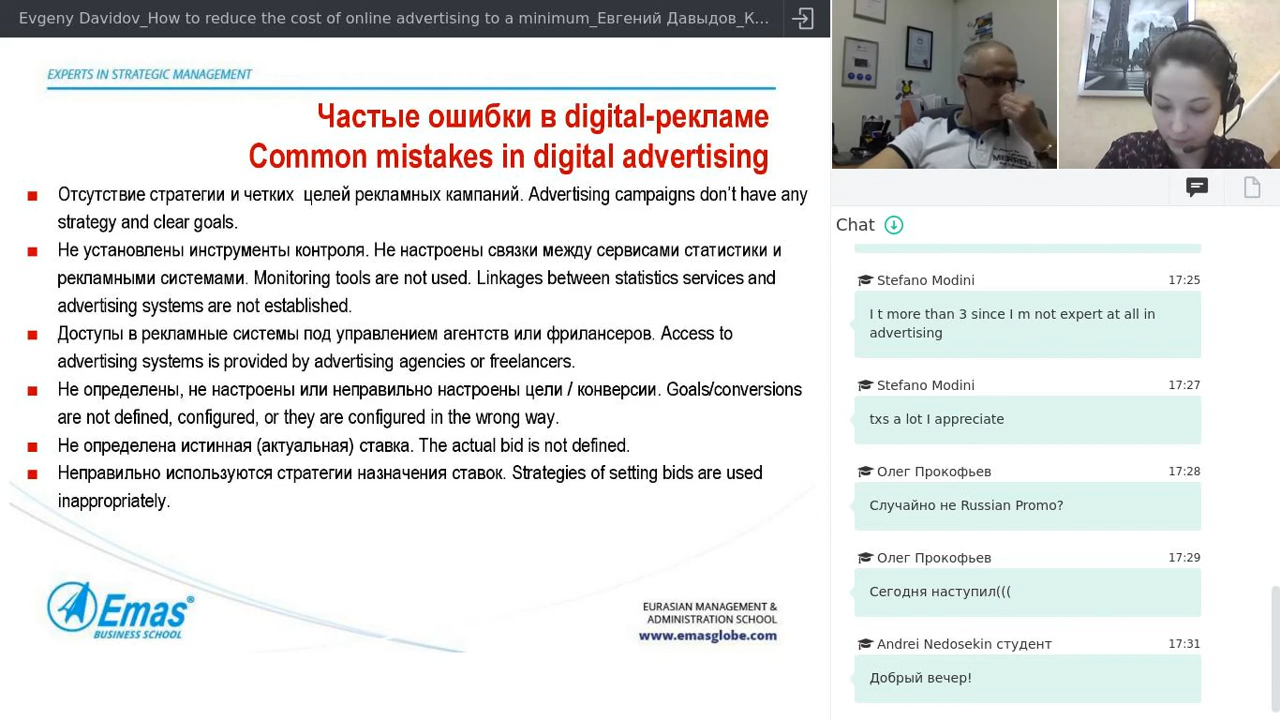 Evgeny Davidov_How to reduce the cost of online advertising to a minimum_Евгений Давыдов_К...
EXPERTS IN STRATEGIC MANAGEMENT
Частые ошибки в digital-рекламе
Common mistakes in digital advertising
Отсутствие стратегии и четких целей рекламных кампаний. Advertising campaigns don't have any
strategy and clear goals.
Не установлены инструменты контроля. Не настроены связки между сервисами статистики и
рекламными системами. Monitoring tools are not used. Linkages between statistics services and
advertising systems are not established.
Доступы в рекламные системы под управлением агентств или фрилансеров. Access to
advertising systems is provided by advertising agencies or freelancers.
Не определены, не настроены или неправильно настроены цели / конверсии. Goals/conversions
are not defined, configured, or they are configured in the wrong way.
Не определена истинная (актуальная) ставка. The actual bid is not defined.
Неправильно используются стратегии назначения ставок. Strategies of setting bids are used
inappropriately.
Emas®
BUSINESS SCHOOL
EURASIAN MANAGEMENT &
ADMINISTRATION SCHOOL
www.emasglobe.com
Chat
Stefano Modini 17:25
I t more than 3 since I m not expert at all in
advertising
Stefano Modini 17:27
txs a lot I appreciate
Олег Прокофьев 17:28
Случайно не Russian Promo?
Олег Прокофьев 17:29
Сегодня наступил(((
Andrei Nedosekin студент 17:31
Добрый вечер!